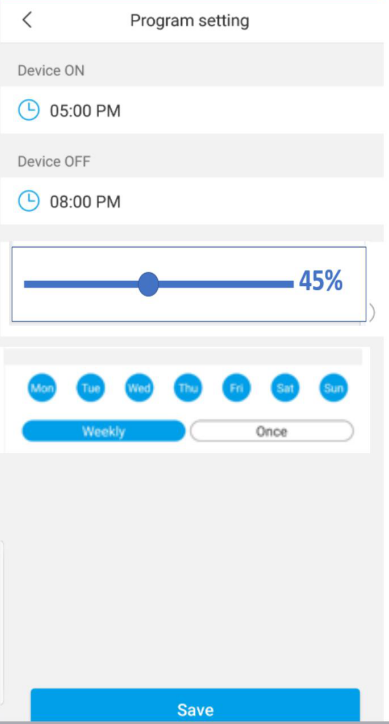 Program setting
Device ON
05:00 PM
Device OFF
08:00 PM
45%
Mon Tue Wed Thu Fri Sat Sun
Weekly Once
Save